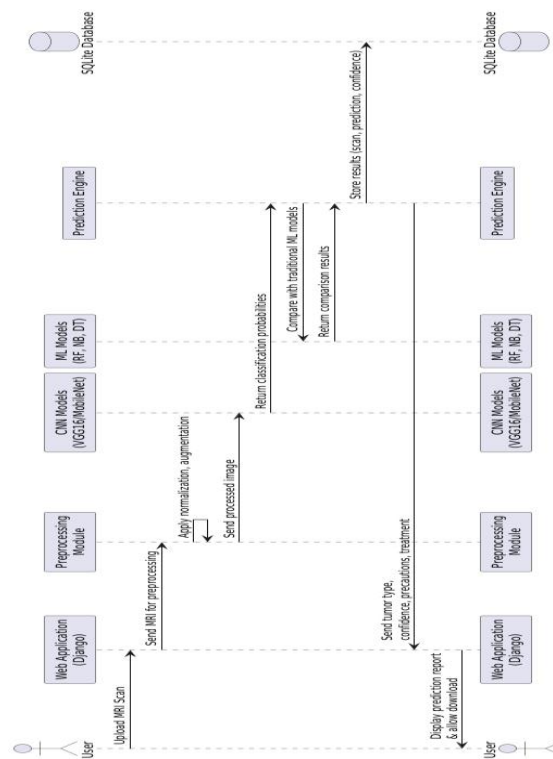 User
Web Application
(Django)
Preprocessing
Module
CNN Models
(VGG16/MobileNet)
ML Models
(RF, NB, DT)
Prediction Engine
SQLite Database
Upload MRI Scan
Send MRI for preprocessing
Apply normalization, augmentation
Send processed image
Return classification probabilities
Compare with traditional ML models
Return comparison results
Store results (scan, prediction, confidence)
Send tumor type,
confidence, precautions, treatment
Display prediction report
& allow download
User
Web Application
(Django)
Preprocessing
Module
CNN Models
(VGG16/MobileNet)
ML Models
(RF, NB, DT)
Prediction Engine
SQLite Database